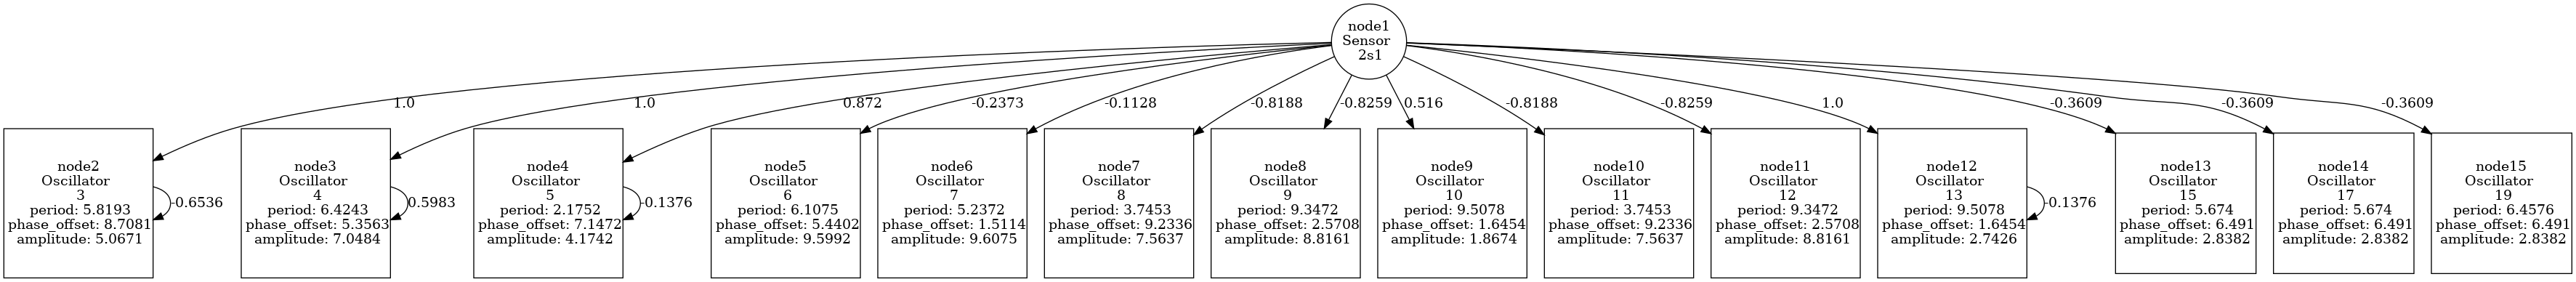 node1
Sensor
2s1
1.0
1.0
0.872
-0.2373
-0.1128
-0.8188
-0.8259
0.516
-0.8188
-0.8259
1.0
-0.3609
-0.3609
-0.3609
node2
Oscillator
3
period: 5.8193
phase_offset: 8.7081
amplitude: 5.0671
-0.6536
node3
Oscillator
4
period: 6.4243
phase_offset: 5.3563
amplitude: 7.0484
0.5983
node4
Oscillator
5
period: 2.1752
phase_offset: 7.1472
amplitude: 4.1742
-0.1376
node5
Oscillator
6
period: 6.1075
phase_offset: 5.4402
amplitude: 9.5992
node6
Oscillator
7
period: 5.2372
phase_offset: 1.5114
amplitude: 9.6075
node7
Oscillator
8
period: 3.7453
phase_offset: 9.2336
amplitude: 7.5637
node8
Oscillator
9
period: 9.3472
phase_offset: 2.5708
amplitude: 8.8161
node9
Oscillator
10
period: 9.5078
phase_offset: 1.6454
amplitude: 1.8674
node10
Oscillator
11
period: 3.7453
phase_offset: 9.2336
amplitude: 7.5637
node11
Oscillator
12
period: 9.3472
phase_offset: 2.5708
amplitude: 8.8161
node12
Oscillator
13
period: 9.5078
phase_offset: 1.6454
amplitude: 2.7426
-0.1376
node13
Oscillator
15
period: 5.674
phase_offset: 6.491
amplitude: 2.8382
node14
Oscillator
17
period: 5.674
phase_offset: 6.491
amplitude: 2.8382
node15
Oscillator
19
period: 6.4576
phase_offset: 6.491
amplitude: 2.8382